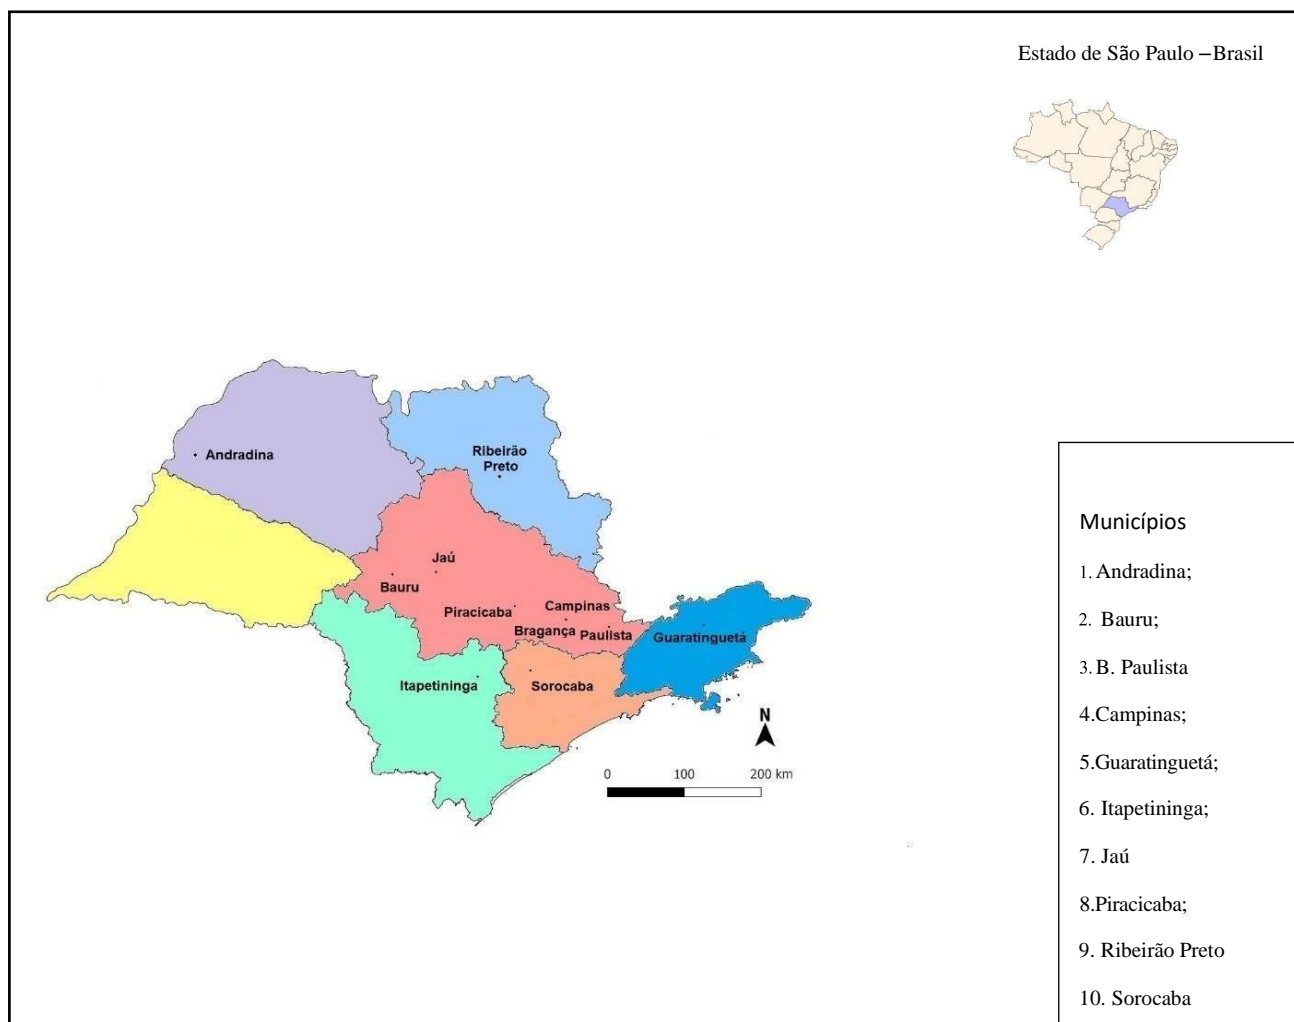 Estado de São Paulo –Brasil
Andradina
Ribeirão
Preto
Jaú
Bauru
Piracicaba
Campinas
Bragança
Paulista
Guaratinguetá
Itapetininga
Sorocaba
N
0 100 200 km
Municípios
1. Andradina;
2. Bauru;
3. B. Paulista
4.Campinas;
5.Guaratinguetá;
6. Itapetininga;
7. Jaú
8.Piracicaba;
9. Ribeirão Preto
10. Sorocaba